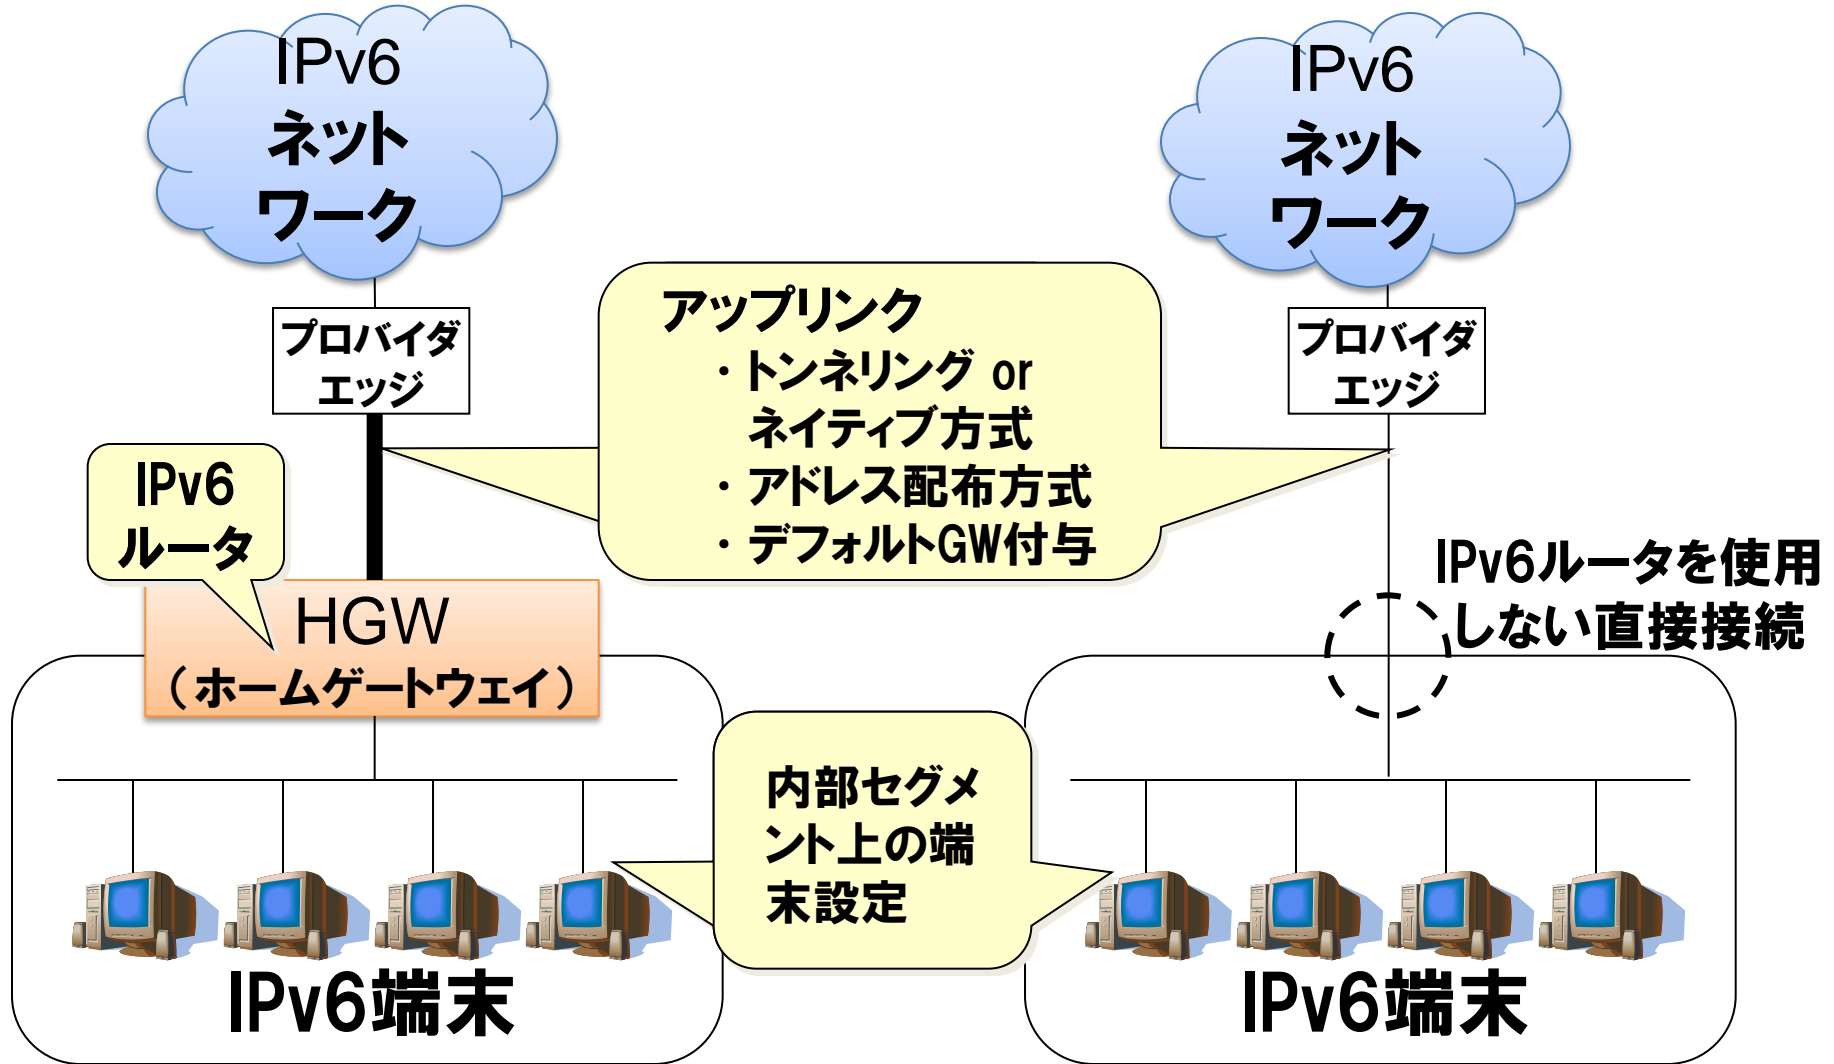 IPv6
ネット
ワーク
IPv6
ネット
ワーク
プロバイダ
エッジ
アップリンク
・トンネリング or
ネイティブ方式
・アドレス配布方式
・デフォルトGW付与
プロバイダ
エッジ
IPv6
ルータ
HGW
（ホームゲートウェイ）
IPv6ルータを使用
しない直接接続
内部セグメ
ント上の端
末設定
IPv6端末
IPv6端末